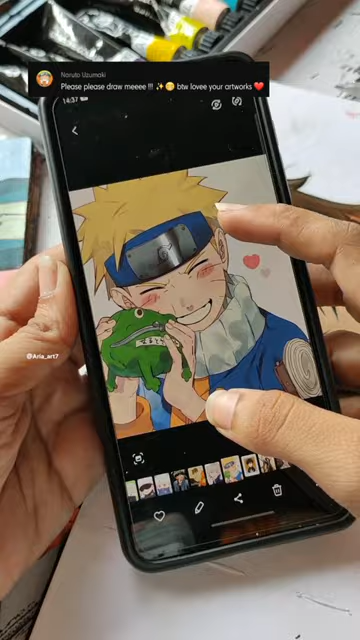 Naruto Uzumaki
Please please draw meeee !!! ✨🥺 btw lovee your artworks ❤️
14:37
@Aria_art7